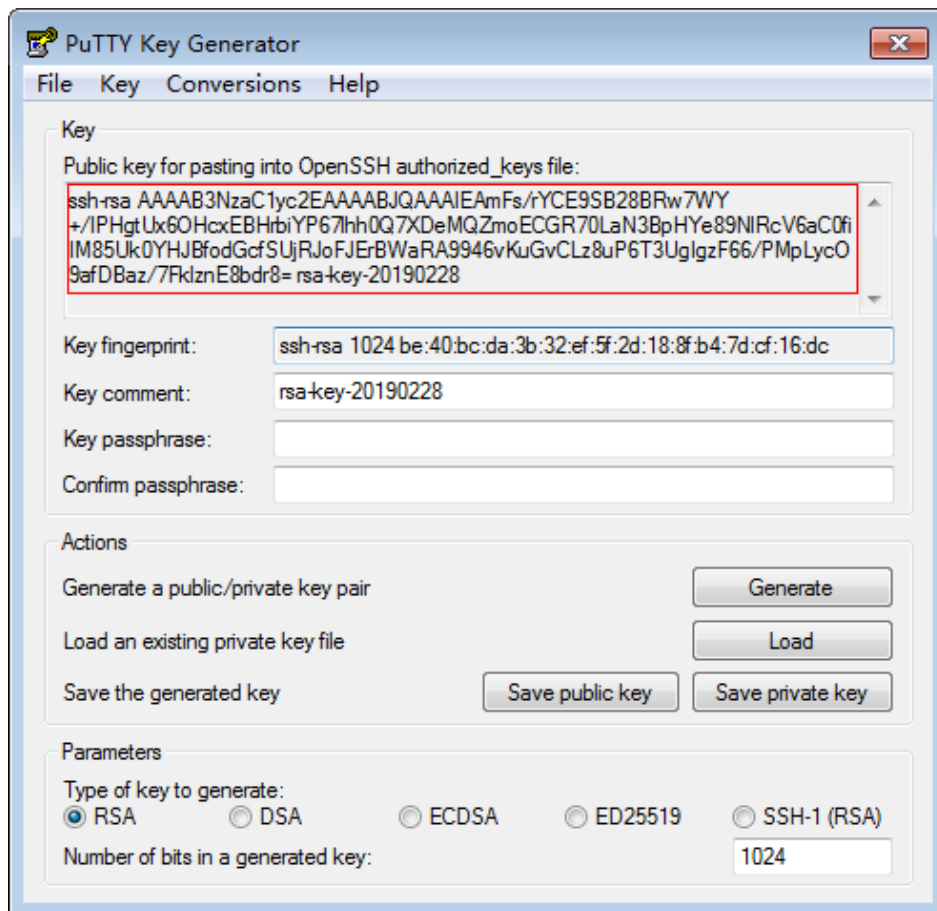 PuTTY Key Generator
File Key Conversions Help
Key
Public key for pasting into OpenSSH authorized_keys file:
ssh-rsa AAAAB3NzaC1yc2EAAAABJQAAAIEAmFs/rYCE9SB28BRw7WY
+/IPHgtUx6OHcxEBHrbiYP67lhh0Q7XDeMQZmoECGR70LaN3BpHYe89NIRcV6aC0fi
IM85Uk0YHJBfodGcfSUjRJoFJErBWaRA9946vKuGvCLz8uP6T3UgIgzF66/PMpLycO
9afDBaz/7FklznE8bdr8= rsa-key-20190228
Key fingerprint: ssh-rsa 1024 be:40:bc:da:3b:32:ef:5f:2d:18:8f:b4:7d:cf:16:dc
Key comment: rsa-key-20190228
Key passphrase:
Confirm passphrase:
Actions
Generate a public/private key pair Generate
Load an existing private key file Load
Save the generated key Save public key Save private key
Parameters
Type of key to generate:
RSA DSA ECDSA ED25519 SSH-1 (RSA)
Number of bits in a generated key: 1024